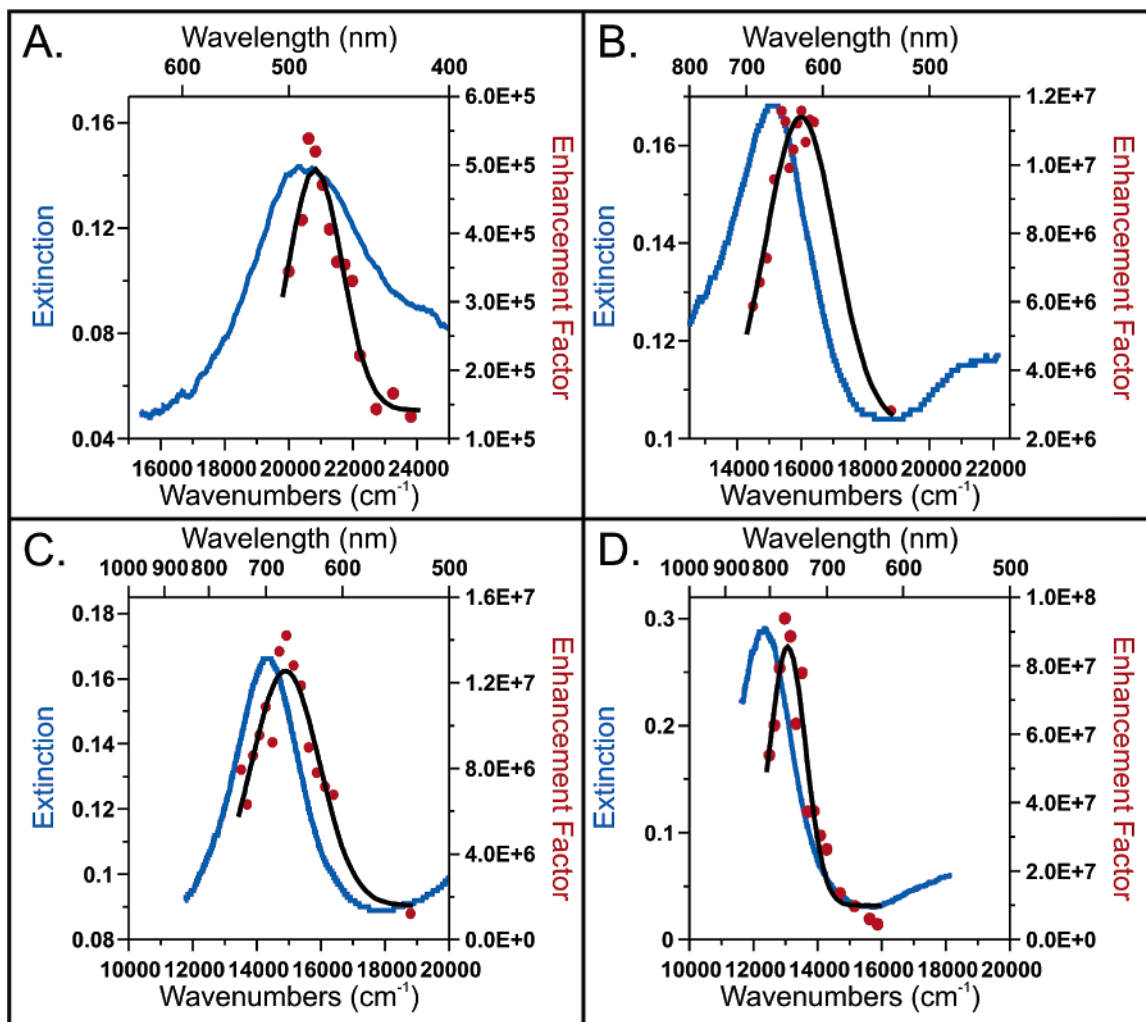 A.
Wavelength (nm)
600 500 400
Extinction
0.16
0.12
0.08
0.04
6.0E+5
5.0E+5
4.0E+5
3.0E+5
2.0E+5
1.0E+5
Enhancement Factor
16000 18000 20000 22000 24000
Wavenumbers (cm⁻¹)
B.
Wavelength (nm)
800 700 600 500
Extinction
0.16
0.14
0.12
0.1
1.2E+7
1.0E+7
8.0E+6
6.0E+6
4.0E+6
2.0E+6
Enhancement Factor
14000 16000 18000 20000 22000
Wavenumbers (cm⁻¹)
C.
Wavelength (nm)
1000 900 800 700 600 500
Extinction
0.18
0.16
0.14
0.12
0.1
0.08
1.6E+7
1.2E+7
8.0E+6
4.0E+6
0.0E+0
Enhancement Factor
10000 12000 14000 16000 18000 20000
Wavenumbers (cm⁻¹)
D.
Wavelength (nm)
1000 900 800 700 600 500
Extinction
0.3
0.2
0.1
0
1.0E+8
8.0E+7
6.0E+7
4.0E+7
2.0E+7
0.0E+0
Enhancement Factor
10000 12000 14000 16000 18000 20000
Wavenumbers (cm⁻¹)